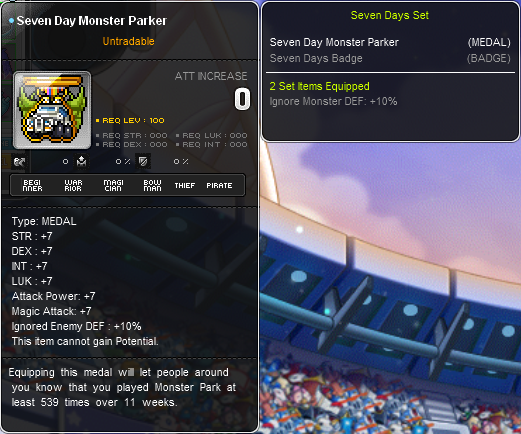 Seven Day Monster Parker
Untradable
ATT INCREASE
0
REQ LEV : 100
REQ STR : 000 REQ LUK : 000
REQ DEX : 000 REQ INT : 000
0 0 % 0 %
BEGINNER WARRIOR MAGICIAN BOWMAN THIEF PIRATE
Type: MEDAL
STR : +7
DEX : +7
INT : +7
LUK : +7
Attack Power: +7
Magic Attack: +7
Ignored Enemy DEF : +10%
This item cannot gain Potential.
Equipping this medal will let people around
you know that you played Monster Park at
least 539 times over 11 weeks.
Seven Days Set
Seven Day Monster Parker (MEDAL)
Seven Days Badge (BADGE)
2 Set Items Equipped
Ignore Monster DEF: +10%